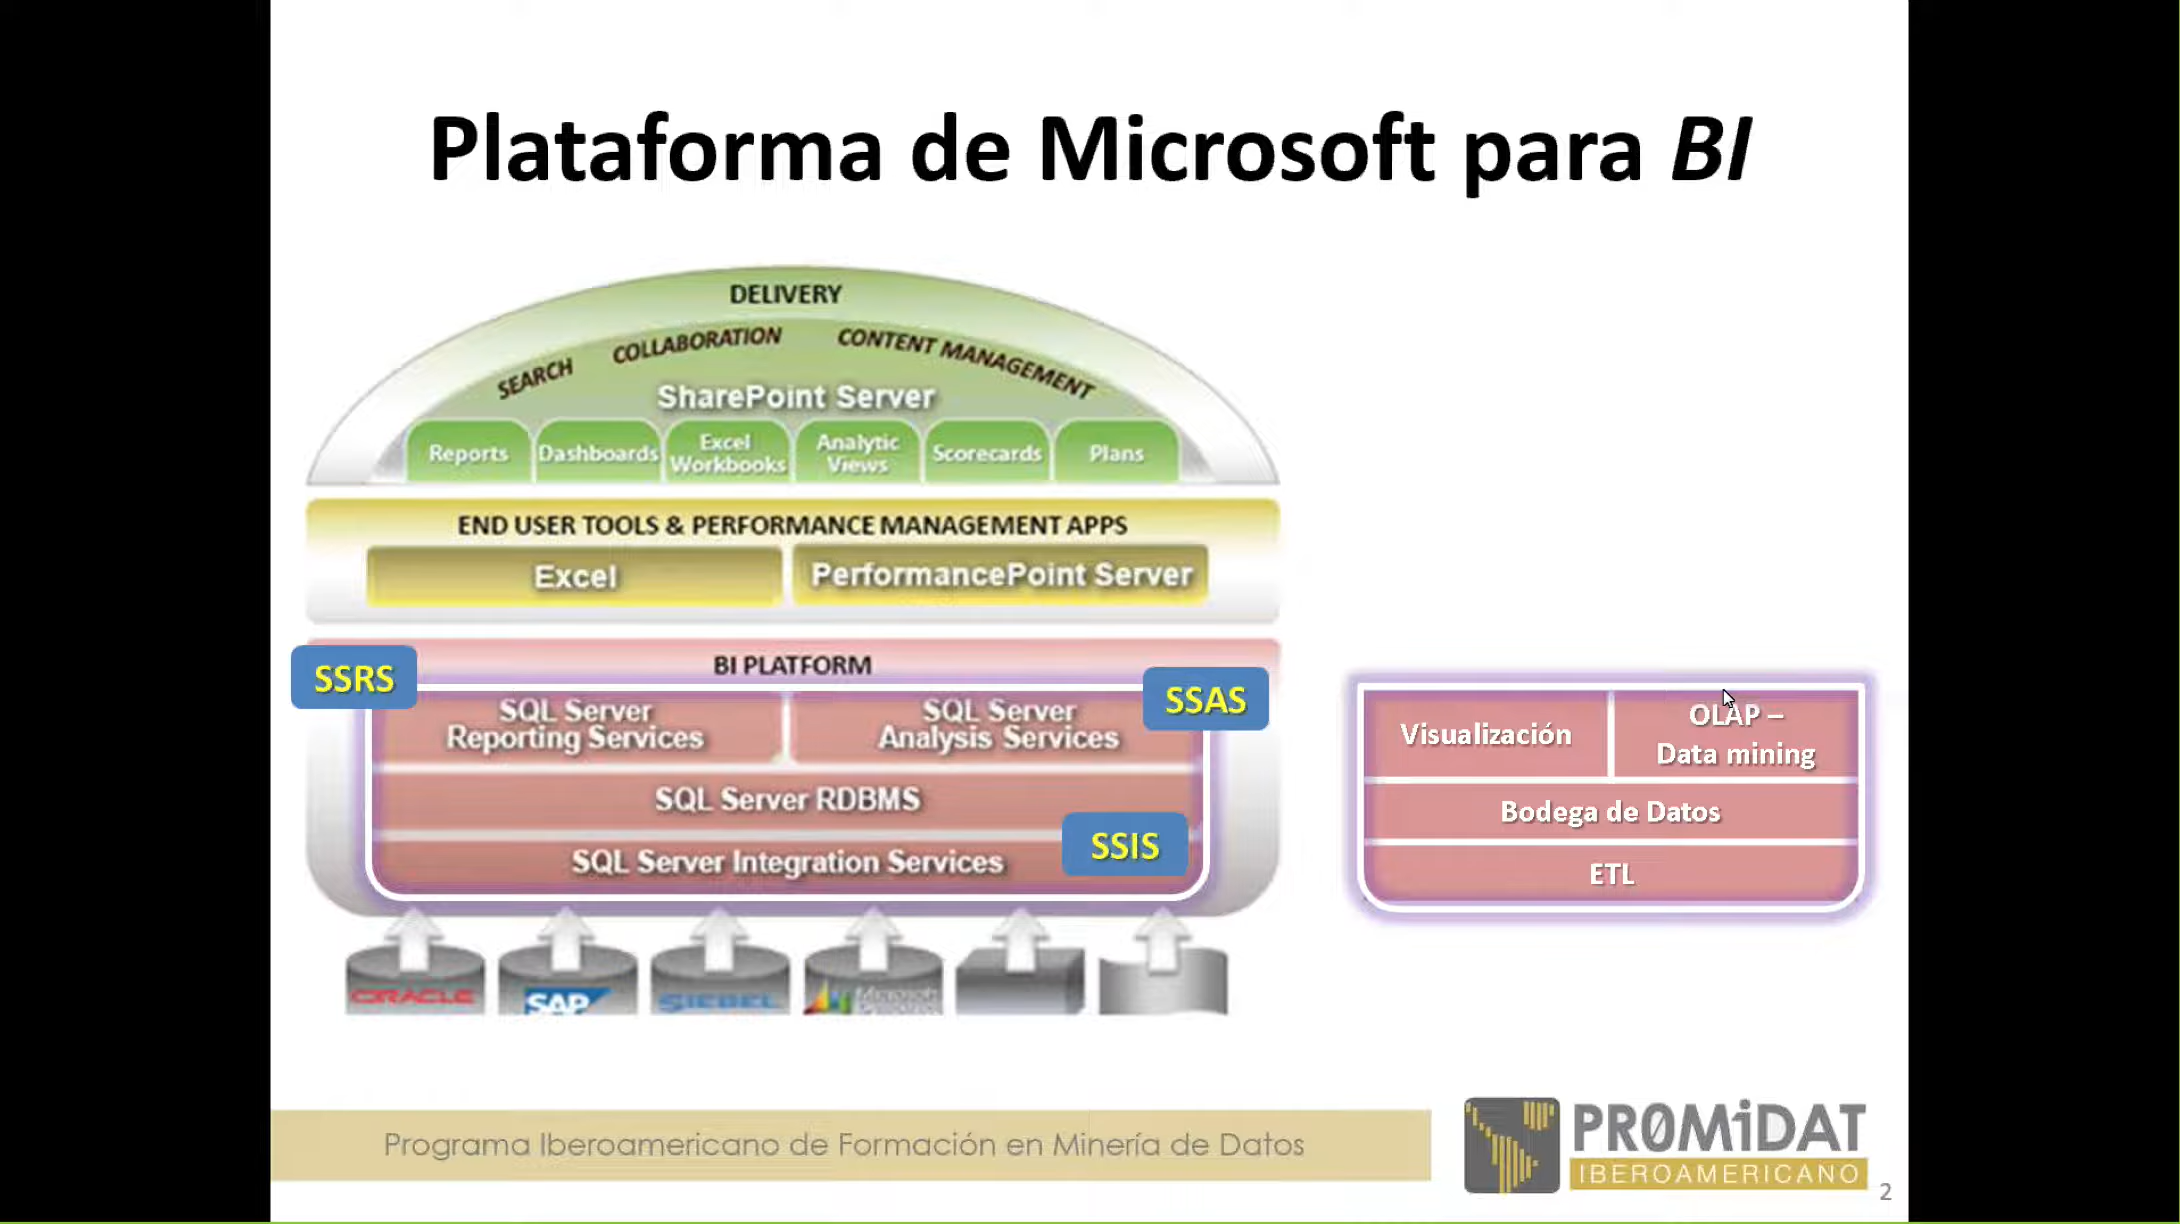 Plataforma de Microsoft para BI
DELIVERY
SEARCH
COLLABORATION
CONTENT MANAGEMENT
SharePoint Server
Reports
Dashboards
Excel
Workbooks
Analytic
Views
Scorecards
Plans
END USER TOOLS & PERFORMANCE MANAGEMENT APPS
Excel
PerformancePoint Server
BI PLATFORM
SSRS
SSAS
SQL Server
Reporting Services
SQL Server
Analysis Services
SQL Server RDBMS
SSIS
SQL Server Integration Services
ORACLE
SAP
SIEBEL
Microsoft
Visualización
OLAP –
Data mining
Bodega de Datos
ETL
Programa Iberoamericano de Formación en Minería de Datos
PR0MiDAT
IBEROAMERICANO
2